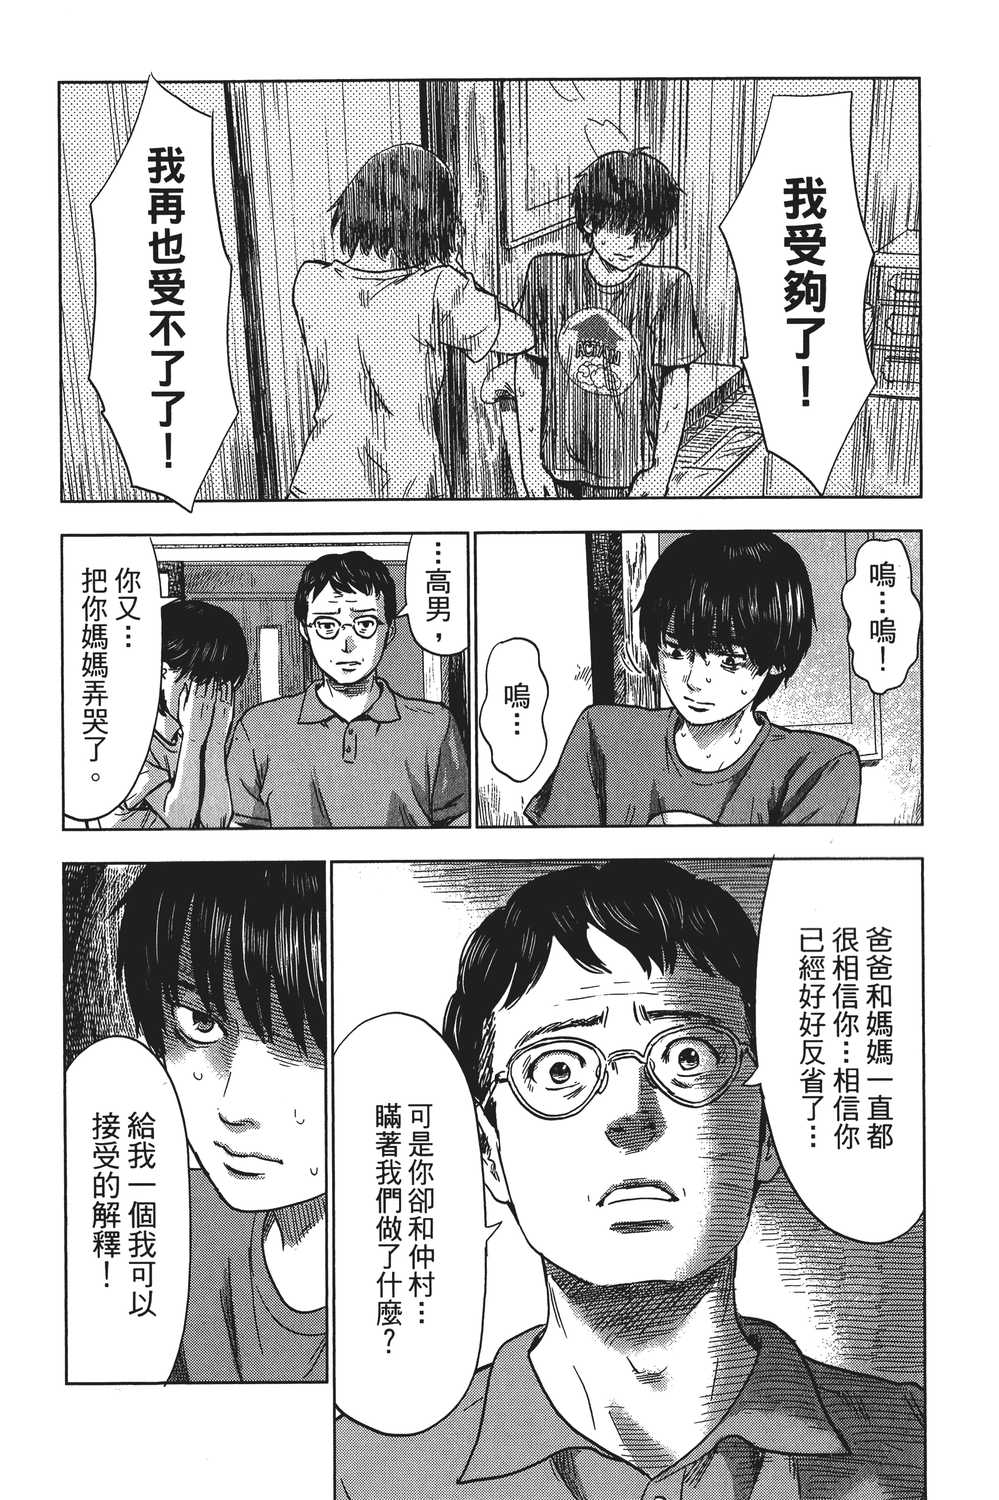 我受夠了！
我再也受不了了！
嗚…嗚！
嗚…
…高男，
你又…
把你媽媽弄哭了。
爸爸和媽媽一直都
很相信你…相信你
已經好好反省了…
可是你卻和仲村…
瞞著我們做了什麼？
給我一個我可以
接受的解釋！